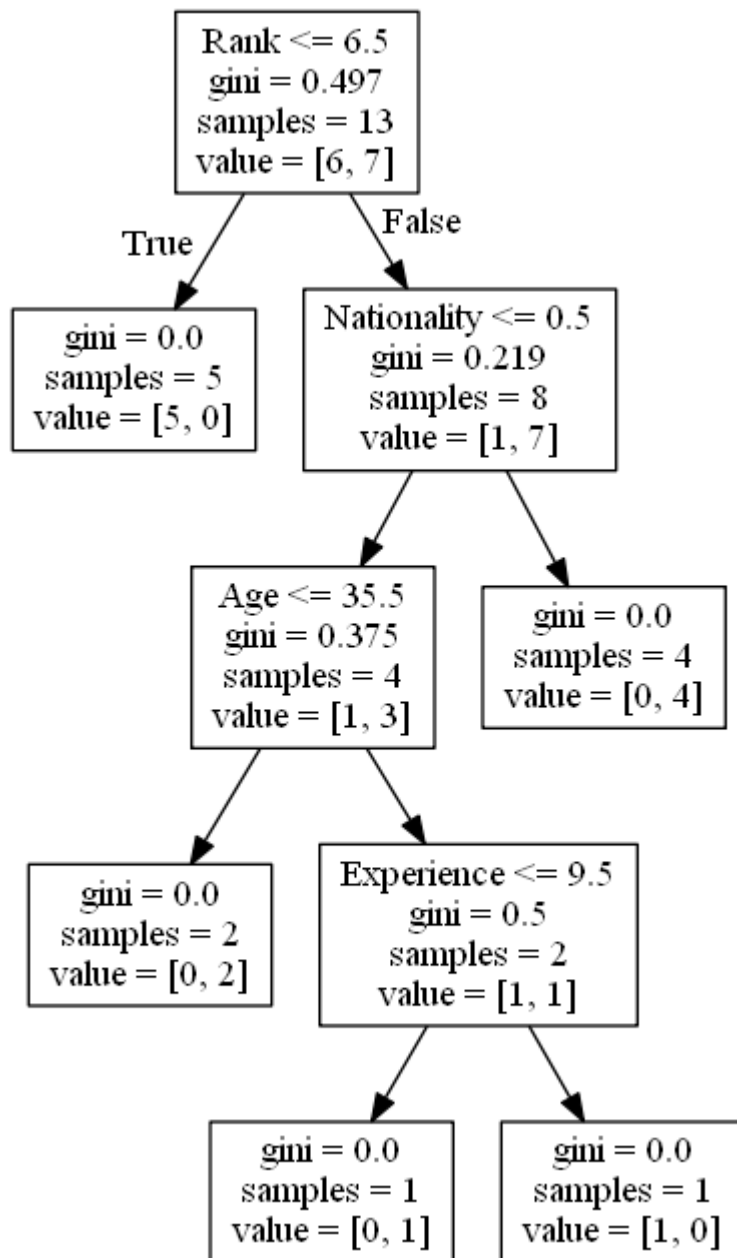 Rank <= 6.5
gini = 0.497
samples = 13
value = [6, 7]
True
False
gini = 0.0
samples = 5
value = [5, 0]
Nationality <= 0.5
gini = 0.219
samples = 8
value = [1, 7]
Age <= 35.5
gini = 0.375
samples = 4
value = [1, 3]
gini = 0.0
samples = 4
value = [0, 4]
gini = 0.0
samples = 2
value = [0, 2]
Experience <= 9.5
gini = 0.5
samples = 2
value = [1, 1]
gini = 0.0
samples = 1
value = [0, 1]
gini = 0.0
samples = 1
value = [1, 0]